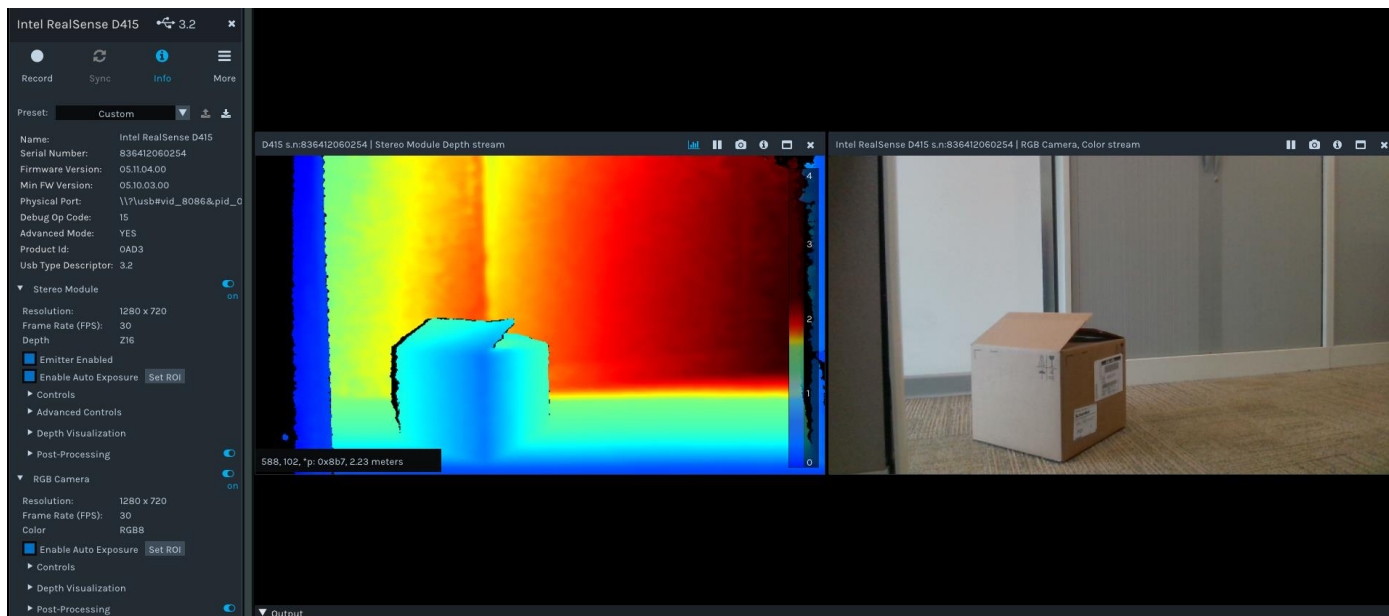 Intel RealSense D415 3.2
Record Sync Info More
Preset: Custom
Name: Intel RealSense D415
Serial Number: 836412060254
Firmware Version: 05.11.04.00
Min FW Version: 05.10.03.00
Physical Port: \\?\usb#vid_8086&pid_0
Debug Op Code: 15
Advanced Mode: YES
Product Id: 0AD3
Usb Type Descriptor: 3.2
Stereo Module
on
Resolution: 1280 x 720
Frame Rate (FPS): 30
Depth Z16
Emitter Enabled
Enable Auto Exposure Set ROI
Controls
Advanced Controls
Depth Visualization
Post-Processing
RGB Camera
on
Resolution: 1280 x 720
Frame Rate (FPS): 30
Color RGB8
Enable Auto Exposure Set ROI
Controls
Depth Visualization
Post-Processing
D415 s.n:836412060254 | Stereo Module Depth stream
4
3
2
1
0
588, 102, *p: 0x8b7, 2.23 meters
Intel RealSense D415 s.n:836412060254 | RGB Camera, Color stream
Output